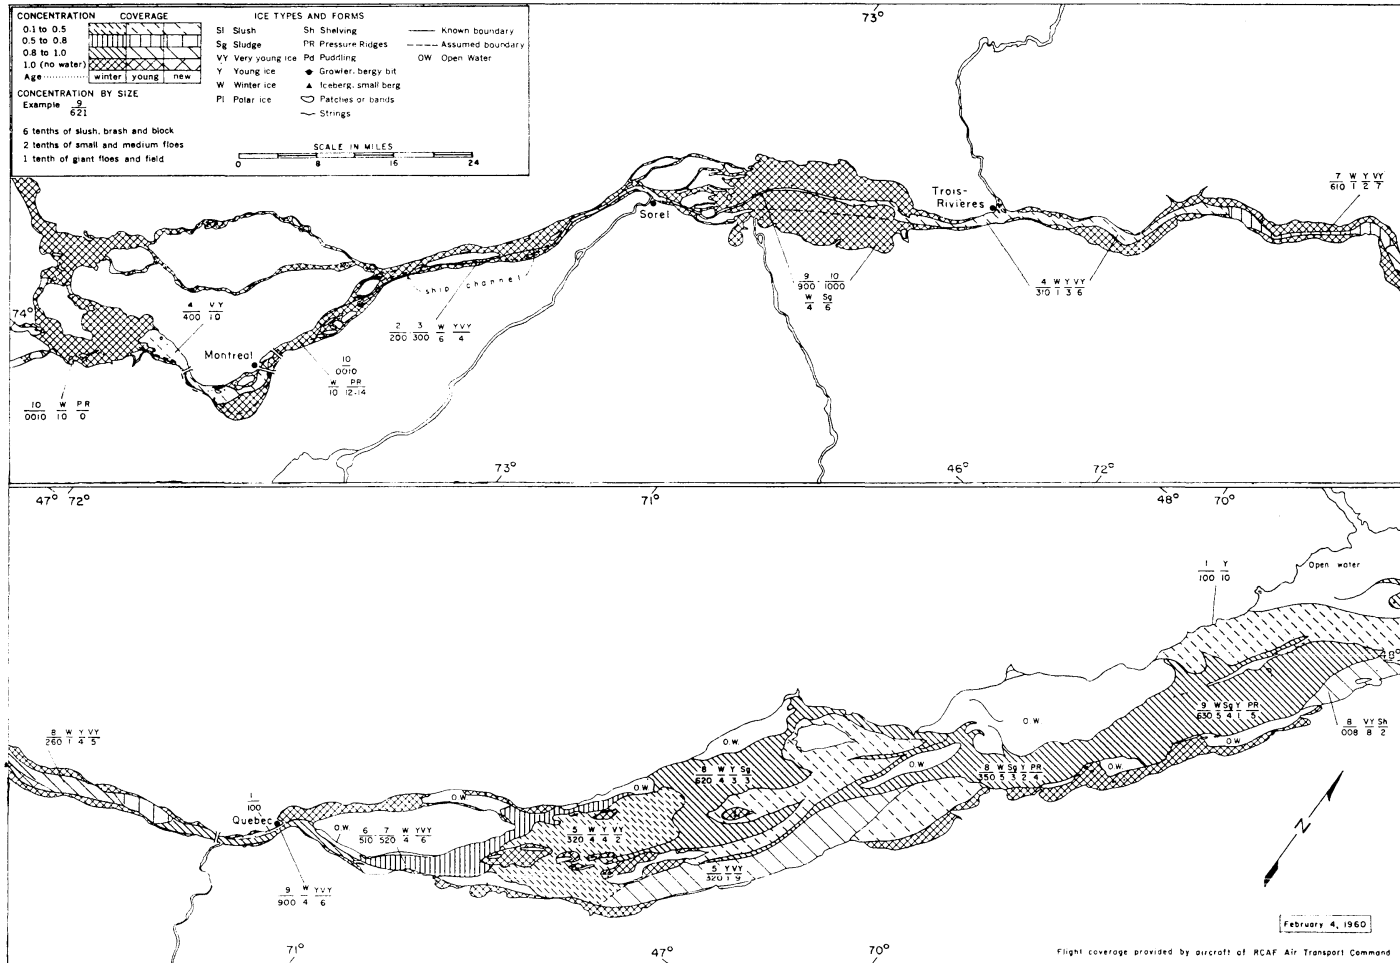 CONCENTRATION COVERAGE
0.1 to 0.5
0.5 to 0.8
0.8 to 1.0
1.0 (no water)
Age winter young new
CONCENTRATION BY SIZE
Example 9
621
6 tenths of slush, brash and block
2 tenths of small and medium floes
1 tenth of giant floes and field
ICE TYPES AND FORMS
Sl Slush
Sg Sludge
VY Very young ice
Y Young ice
W Winter ice
Pl Polar ice
Sh Shelving
PR Pressure Ridges
Pd Puddling
Growler, bergy bit
Iceberg, small berg
Patches or bands
Strings
Known boundary
Assumed boundary
OW Open Water
SCALE IN MILES
0 8 16 24
73°
Trois-
Rivières
Sorel
7 W Y VY
610 1 2 7
9 10
900 1000
W Sg
4 6
4 W Y VY
310 1 3 6
ship channel
74°
4 VY
400 10
Montreal
2 3 W YVY
200 300 6 4
10
0010
W PR
10 12-14
10 W PR
0010 10 0
73°
46°
72°
47° 72°
71°
48° 70°
1 Y
100 10
Open water
8°
9 W Sg Y PR
630 5 4 1 5
8 VY Sh
008 8 2
O.W.
O.W.
O.W.
O.W.
O.W.
8 W Sg Y PR
350 5 3 2 4
8 W Y Sg
620 4 3 3
8 W Y VY
260 1 4 5
1
100
Quebec
O.W.
O.W.
O.W.
6 7 W YVY
510 520 4 6
5 W Y VY
320 4 4 2
5 Y VY
320 1 9
9 W YVY
900 4 6
N
71°
47°
70°
February 4, 1960
Flight coverage provided by aircraft of RCAF Air Transport Command